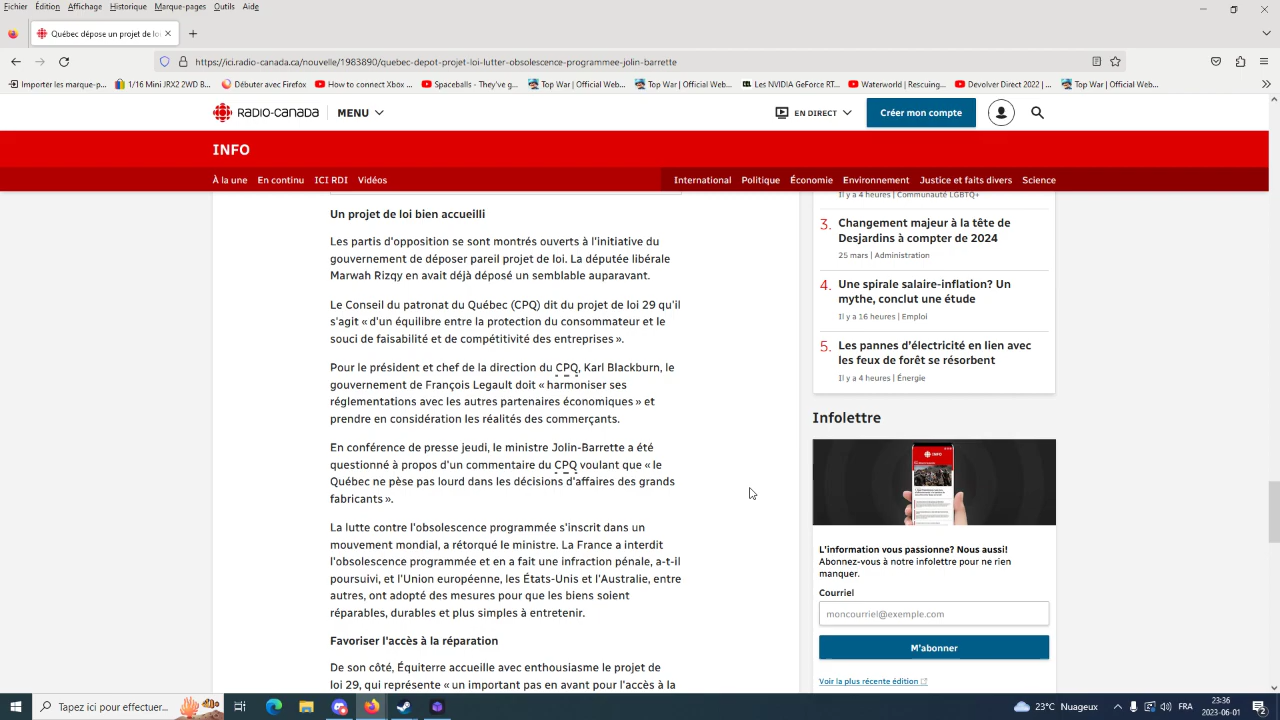 Fichier Édition Affichage Historique Marque-pages Outils Aide
Québec dépose un projet de loi
https://ici.radio-canada.ca/nouvelle/1983890/quebec-depot-projet-loi-lutter-obsolescence-programmee-jolin-barrette
Importer les marque-p... 1/16 Mini JRX2 2WD B... Débuter avec Firefox How to connect Xbox ... Spaceballs - They've g... Top War | Official Web... Top War | Official Web... Les NVIDIA GeForce RT... Waterworld | Rescuing... Devolver Direct 2022 | ... Top War | Official Web...
RADIO-CANADA MENU EN DIRECT Créer mon compte
INFO
À la une En continu ICI RDI Vidéos International Politique Économie Environnement Justice et faits divers Science
Un projet de loi bien accueilli
Les partis d'opposition se sont montrés ouverts à l'initiative du
gouvernement de déposer pareil projet de loi. La députée libérale
Marwah Rizqy en avait déjà déposé un semblable auparavant.
Le Conseil du patronat du Québec (CPQ) dit du projet de loi 29 qu'il
s'agit « d'un équilibre entre la protection du consommateur et le
souci de faisabilité et de compétitivité des entreprises ».
Pour le président et chef de la direction du CPQ, Karl Blackburn, le
gouvernement de François Legault doit « harmoniser ses
réglementations avec les autres partenaires économiques » et
prendre en considération les réalités des commerçants.
En conférence de presse jeudi, le ministre Jolin-Barrette a été
questionné à propos d'un commentaire du CPQ voulant que « le
Québec ne pèse pas lourd dans les décisions d'affaires des grands
fabricants ».
La lutte contre l'obsolescence programmée s'inscrit dans un
mouvement mondial, a rétorqué le ministre. La France a interdit
l'obsolescence programmée et en a fait une infraction pénale, a-t-il
poursuivi, et l'Union européenne, les États-Unis et l'Australie, entre
autres, ont adopté des mesures pour que les biens soient
réparables, durables et plus simples à entretenir.
Favoriser l'accès à la réparation
De son côté, Équiterre accueille avec enthousiasme le projet de
loi 29, qui représente « un important pas en avant pour l'accès à la
Il y a 4 heures | Communauté LGBTQ+
3. Changement majeur à la tête de
Desjardins à compter de 2024
25 mars | Administration
4. Une spirale salaire-inflation? Un
mythe, conclut une étude
Il y a 16 heures | Emploi
5. Les pannes d'électricité en lien avec
les feux de forêt se résorbent
Il y a 4 heures | Énergie
Infolettre
L'information vous passionne? Nous aussi!
Abonnez-vous à notre infolettre pour ne rien
manquer.
Courriel
moncourriel@exemple.com
M'abonner
Voir la plus récente édition
Tapez ici pour effectuer... 23°C Nuageux FRA 23:36
2023-06-01 2